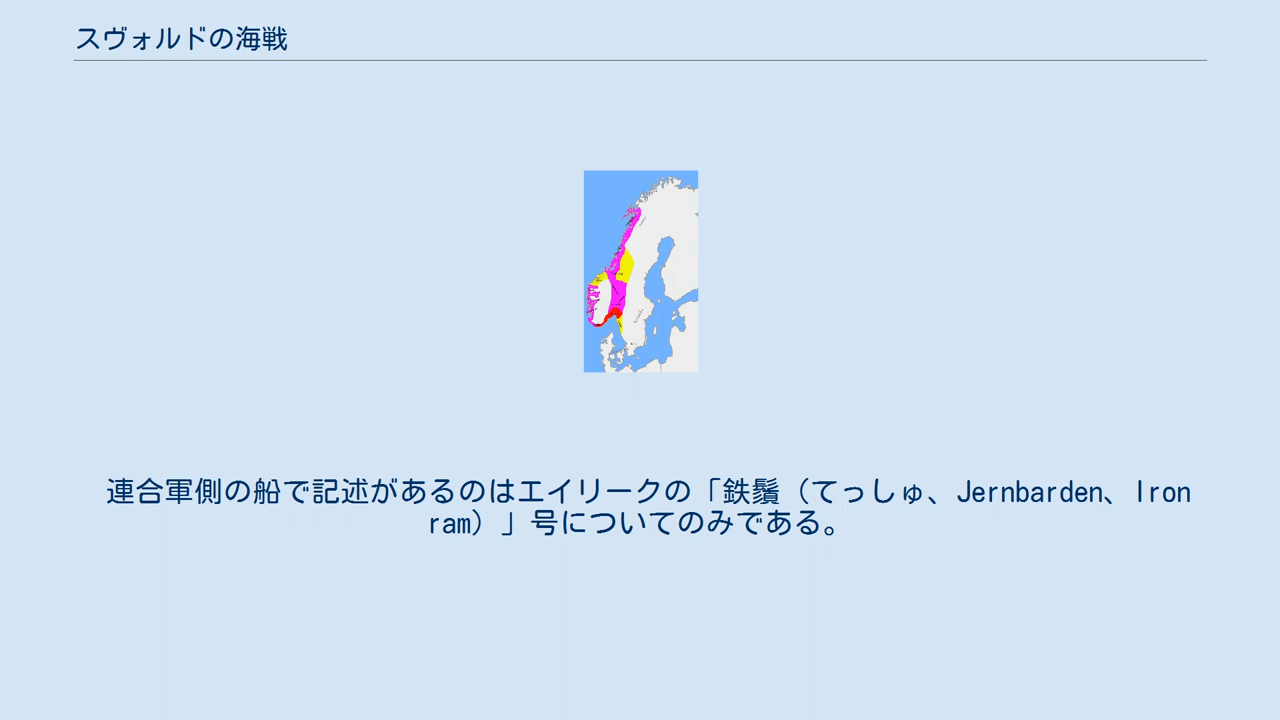 スヴォルドの海戦
連合軍側の船で記述があるのはエイリークの「鉄鬚（てっしゅ、Jernbarden、Iron
ram）」号についてのみである。